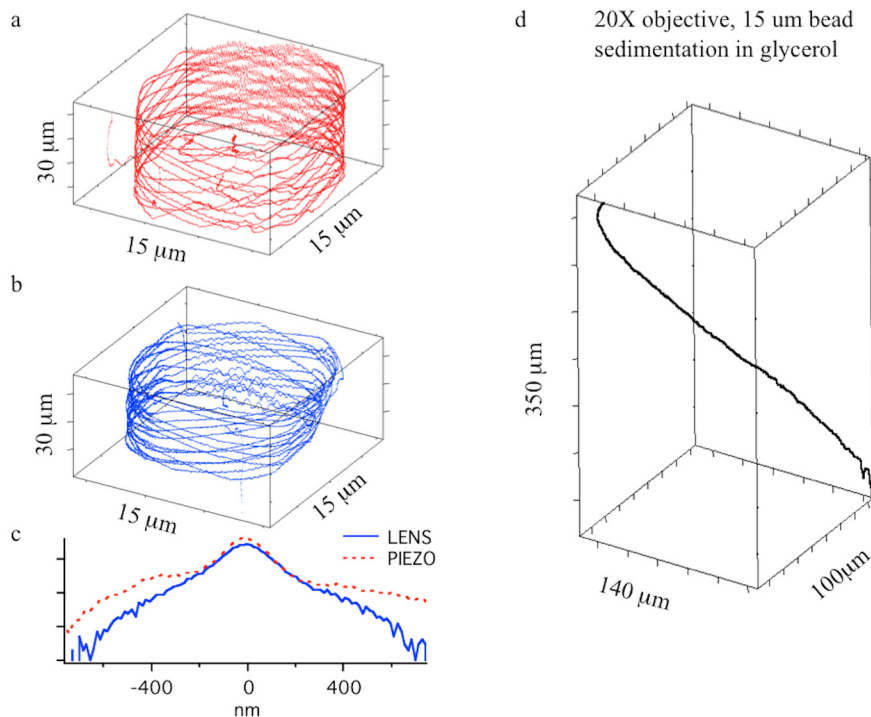 a
30 μm
15 μm
15 μm
b
30 μm
15 μm
15 μm
c
LENS
PIEZO
-400
0
400
nm
d
20X objective, 15 um bead
sedimentation in glycerol
350 μm
140 μm
100μm